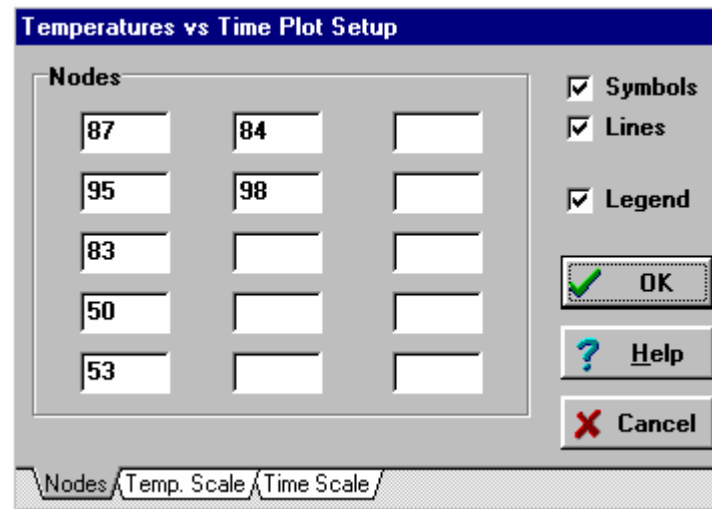 Temperatures vs Time Plot Setup
Nodes
87 84
95 98
83
50
53
Symbols
Lines
Legend
OK
Help
Cancel
Nodes Temp. Scale Time Scale